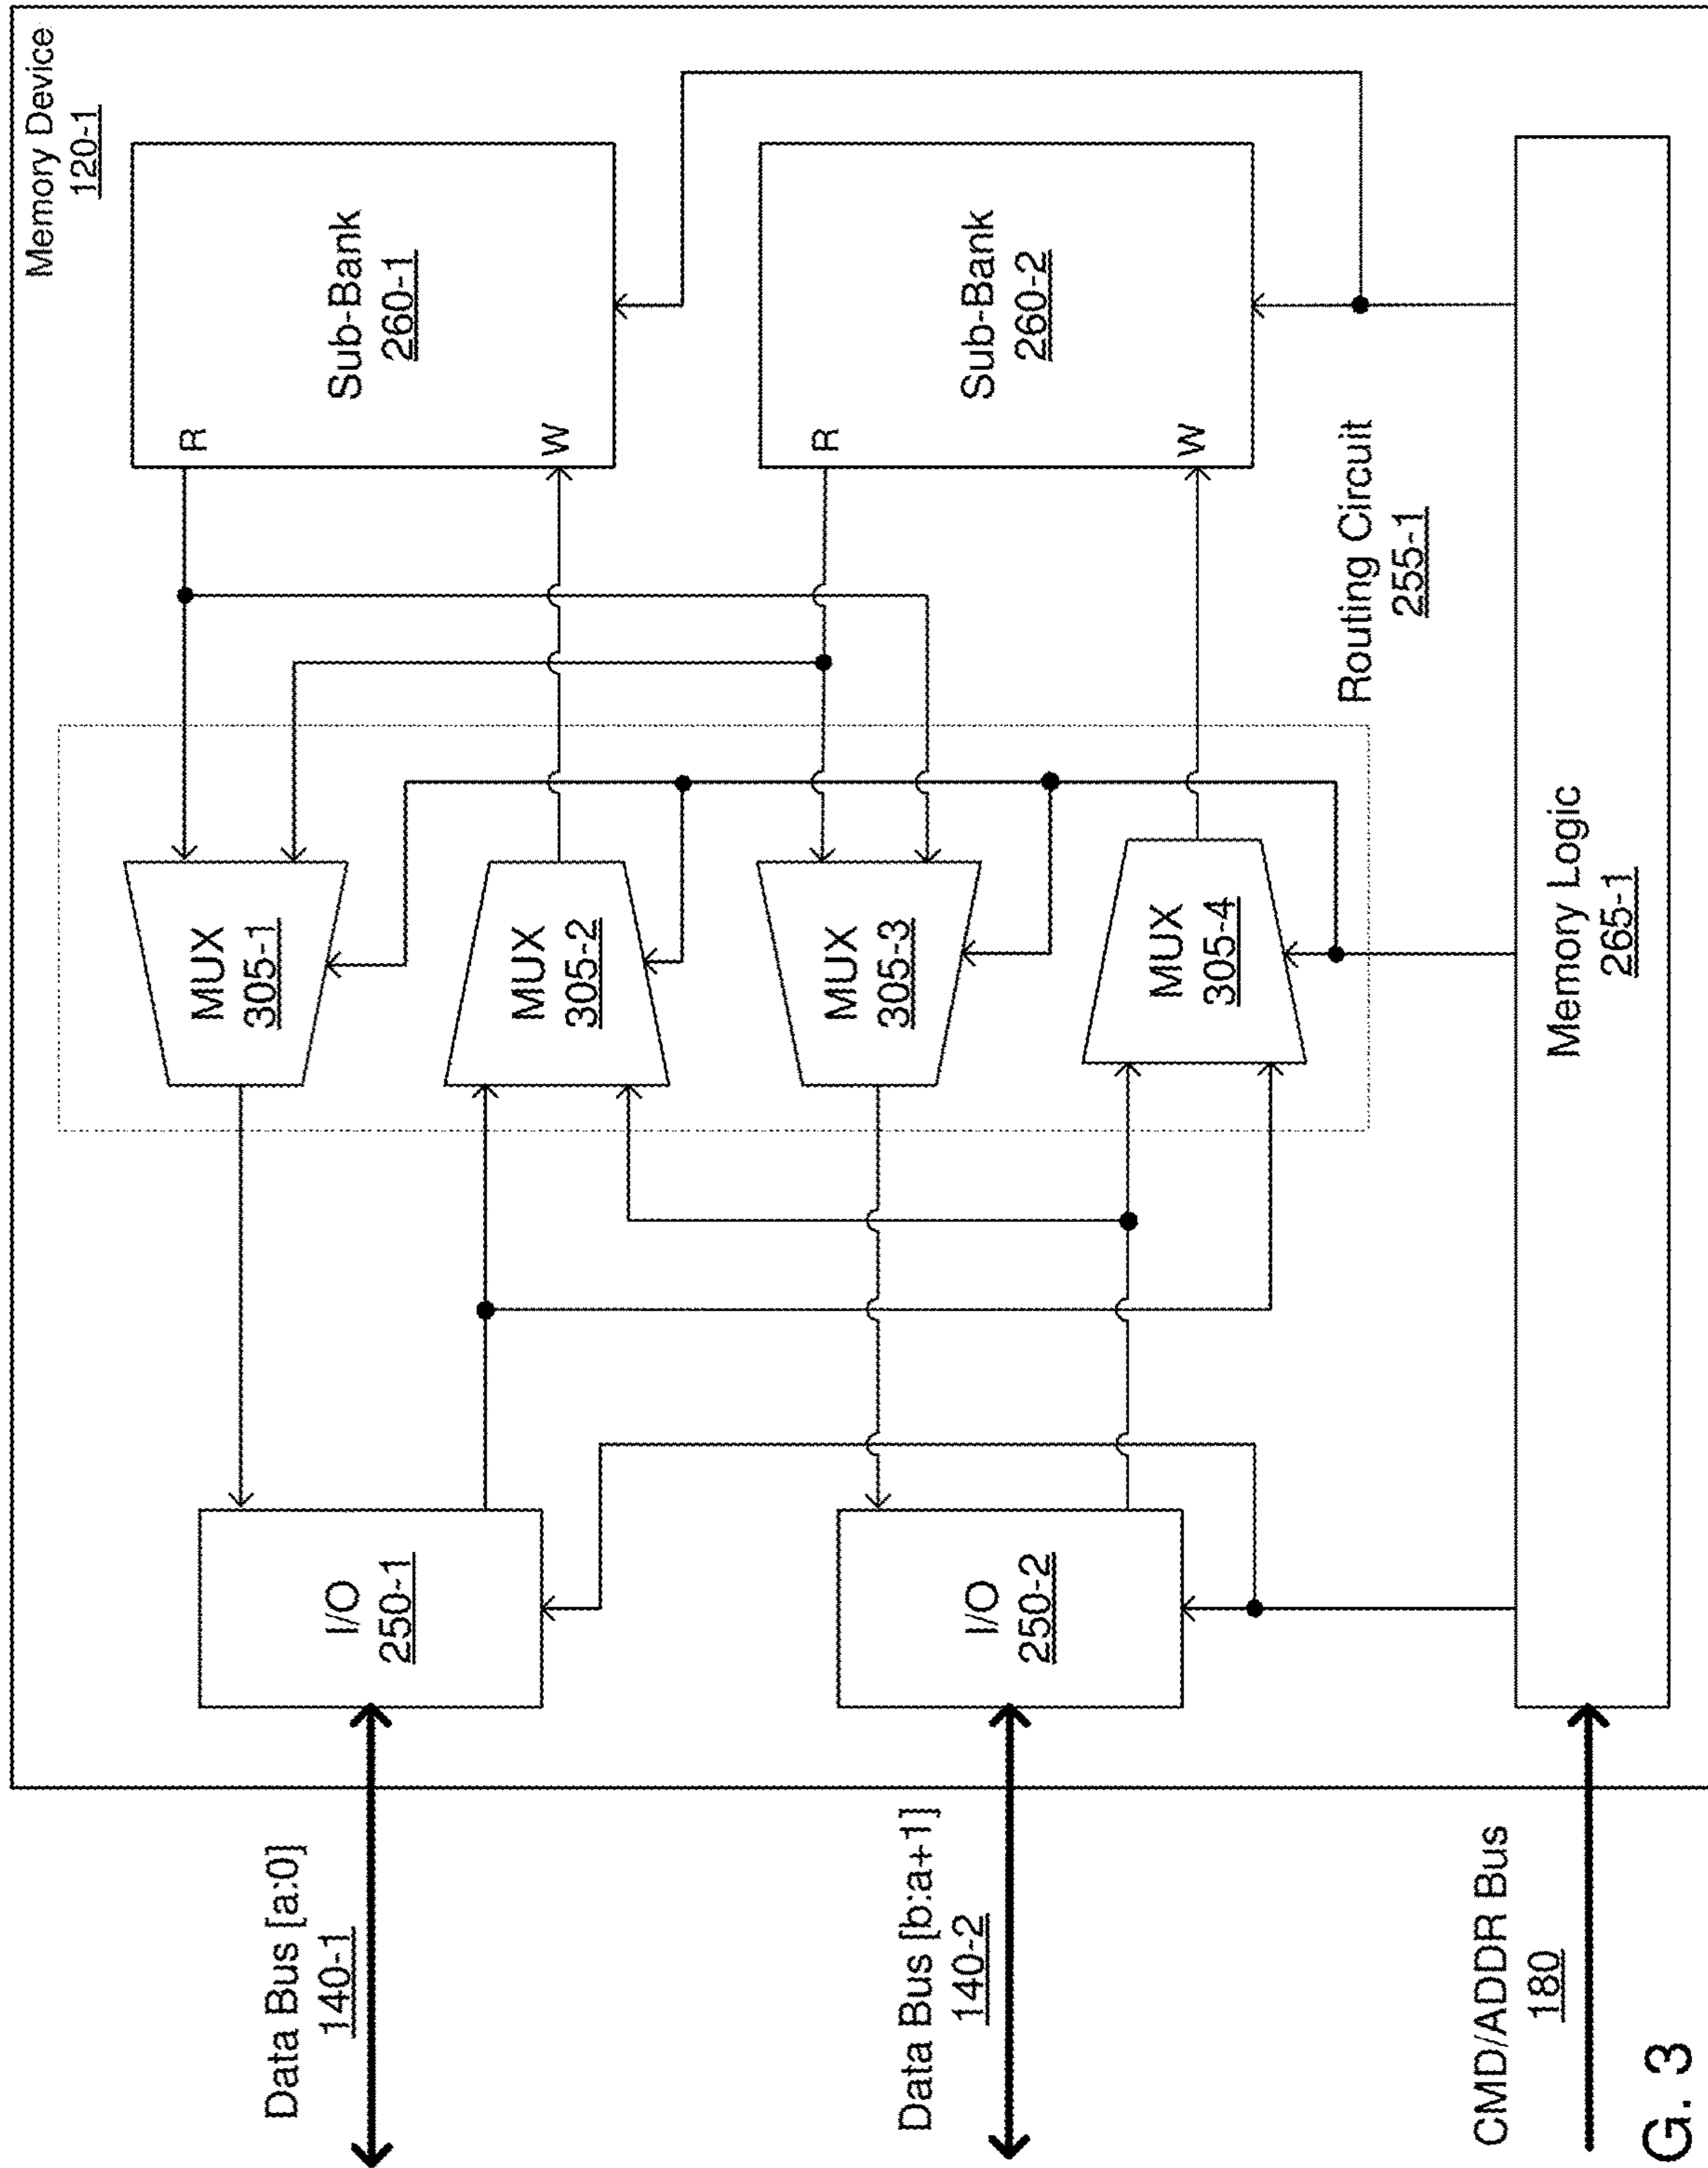 Memory Device
120-1
Data Bus [a:0]
140-1
I/O
250-1
MUX
305-1
MUX
305-2
R
W
Sub-Bank
260-1
Data Bus [b:a+1]
140-2
I/O
250-2
MUX
305-3
MUX
305-4
R
W
Sub-Bank
260-2
Routing Circuit
255-1
CMD/ADDR Bus
180
Memory Logic
265-1
G. 3